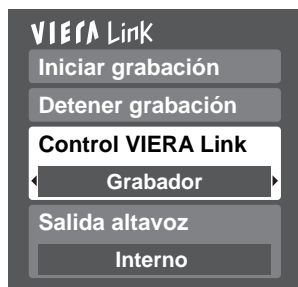 VIERA Link
Iniciar grabación
Detener grabación
Control VIERA Link
Grabador
Salida altavoz
Interno